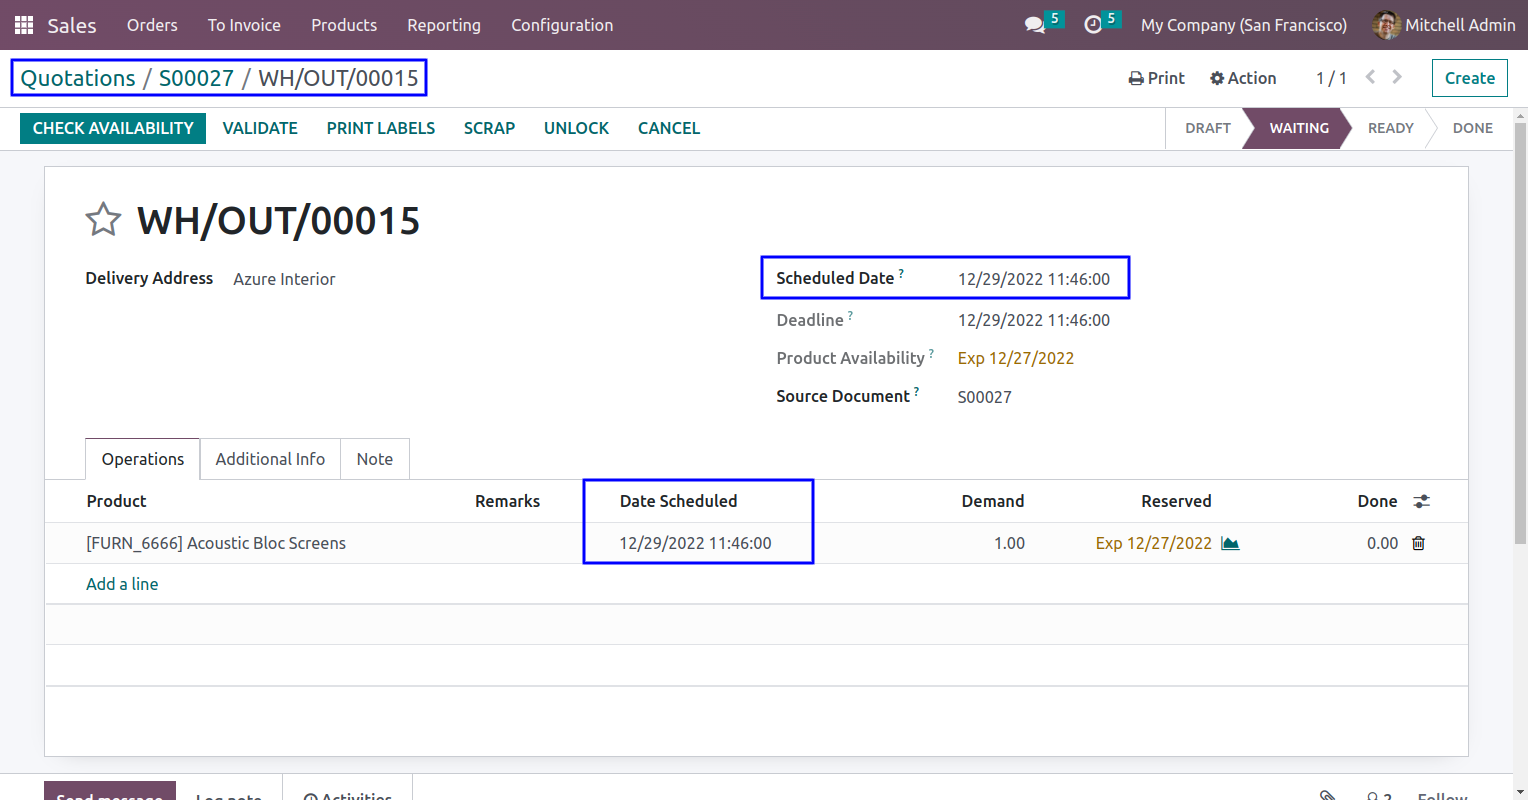 Sales Orders To Invoice Products Reporting Configuration 5 5 My Company (San Francisco) Mitchell Admin
Quotations / S00027 / WH/OUT/00015 Print Action 1 / 1 Create
CHECK AVAILABILITY VALIDATE PRINT LABELS SCRAP UNLOCK CANCEL DRAFT WAITING READY DONE
WH/OUT/00015
Delivery Address Azure Interior
Scheduled Date ? 12/29/2022 11:46:00
Deadline ? 12/29/2022 11:46:00
Product Availability ? Exp 12/27/2022
Source Document ? S00027
Operations Additional Info Note
Product Remarks Date Scheduled Demand Reserved Done
[FURN_6666] Acoustic Bloc Screens 12/29/2022 11:46:00 1.00 Exp 12/27/2022 0.00
Add a line
Send message Log note Activities 2 Follow